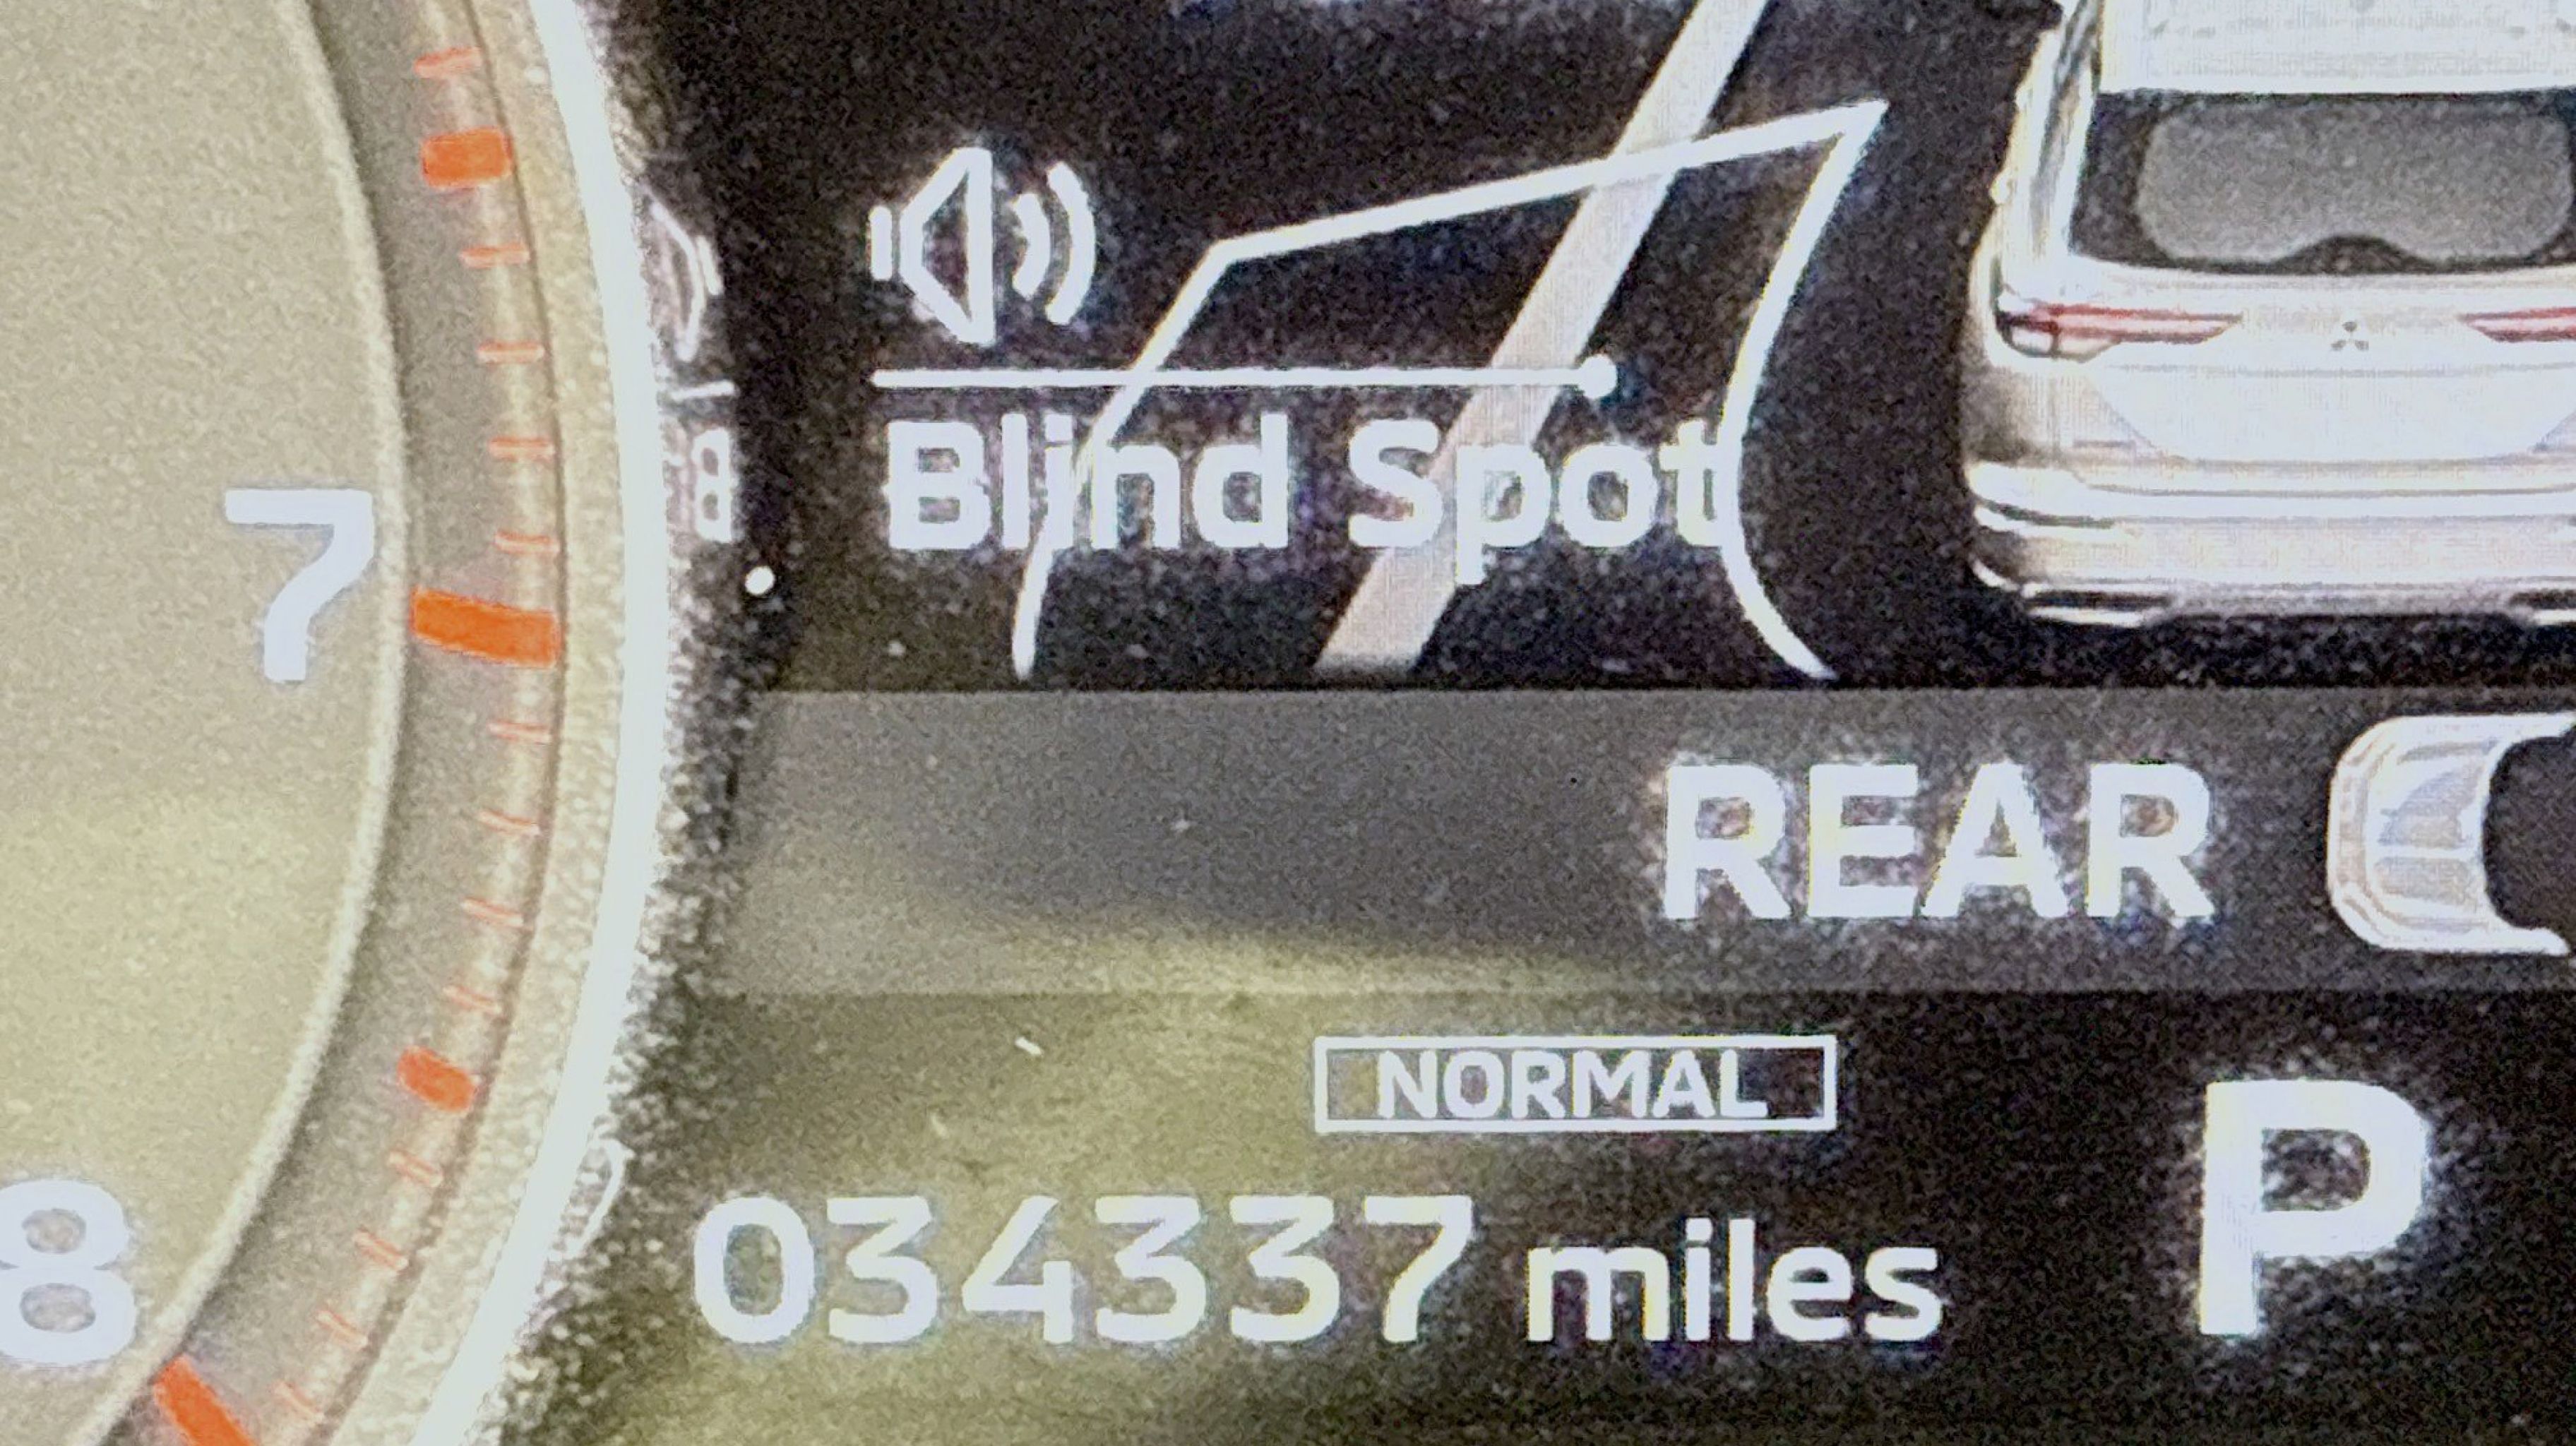 7
Blind Spot
REAR
NORMAL
8
034337 miles
P